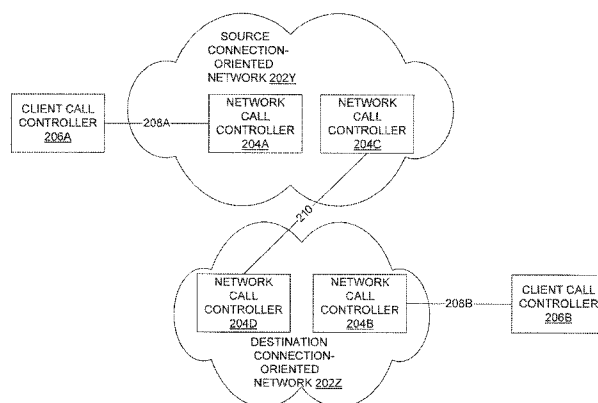 SOURCE
CONNECTION-
ORIENTED
NETWORK 202Y
CLIENT CALL
CONTROLLER
206A
208A
NETWORK
CALL
CONTROLLER
204A
NETWORK
CALL
CONTROLLER
204C
210
NETWORK
CALL
CONTROLLER
204D
NETWORK
CALL
CONTROLLER
204B
208B
CLIENT CALL
CONTROLLER
206B
DESTINATION
CONNECTION-
ORIENTED
NETWORK 202Z